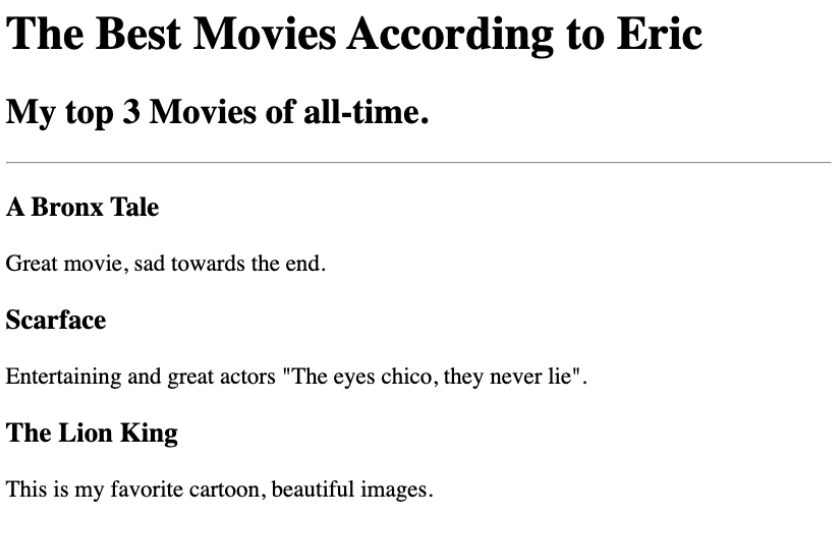 The Best Movies According to Eric
My top 3 Movies of all-time.
A Bronx Tale
Great movie, sad towards the end.
Scarface
Entertaining and great actors "The eyes chico, they never lie".
The Lion King
This is my favorite cartoon, beautiful images.